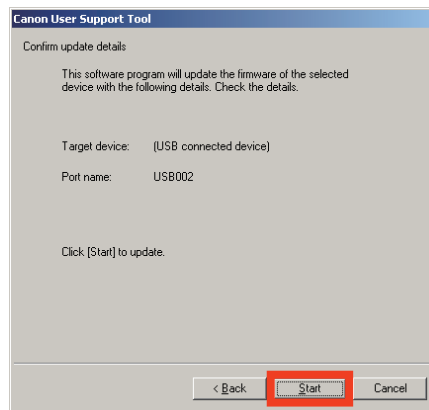 Canon User Support Tool
Confirm update details
This software program will update the firmware of the selected
device with the following details. Check the details.
Target device: (USB connected device)
Port name: USB002
Click [Start] to update.
< Back Start Cancel